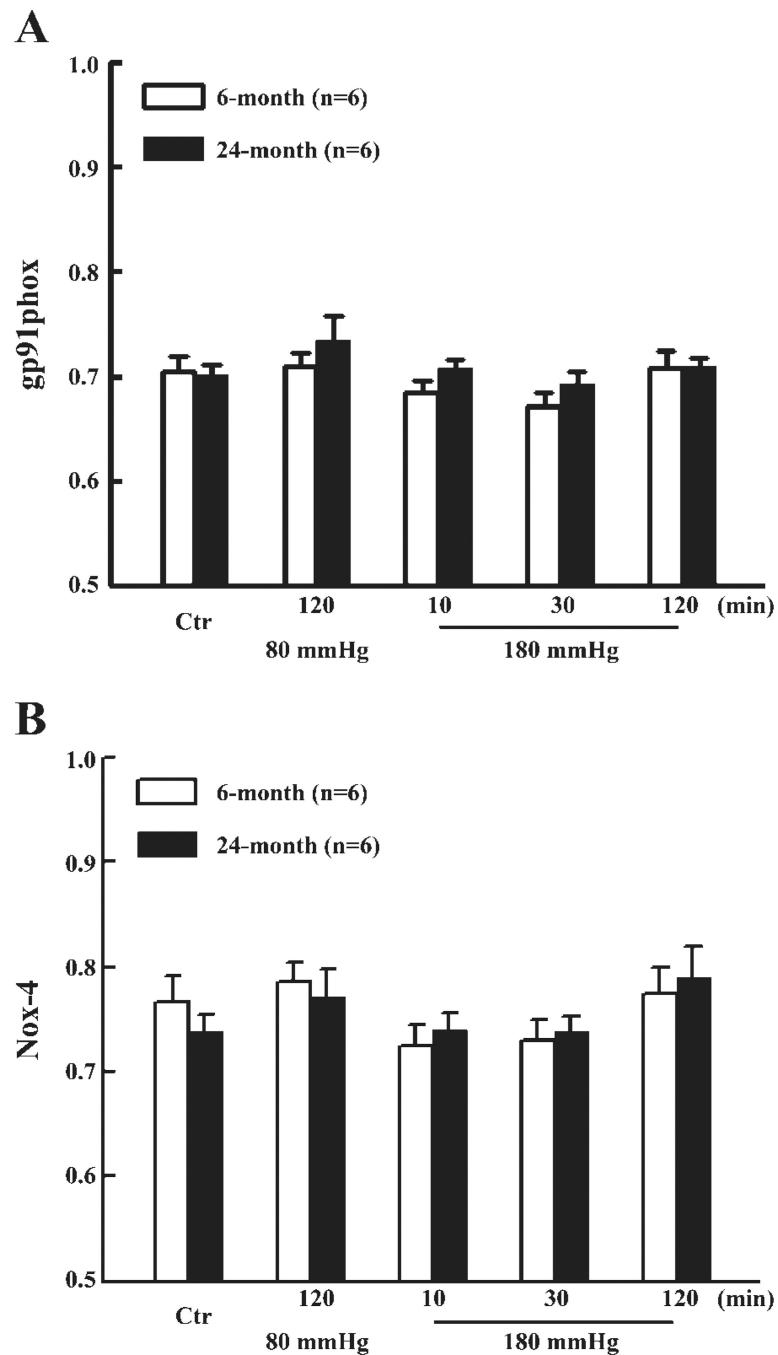 A
1.0
6-month (n=6)
24-month (n=6)
0.9
0.8
gp91phox
0.7
0.6
0.5
Ctr 120 10 30 120 (min)
80 mmHg 180 mmHg
B
1.0
6-month (n=6)
24-month (n=6)
0.9
0.8
Nox-4
0.7
0.6
0.5
Ctr 120 10 30 120 (min)
80 mmHg 180 mmHg